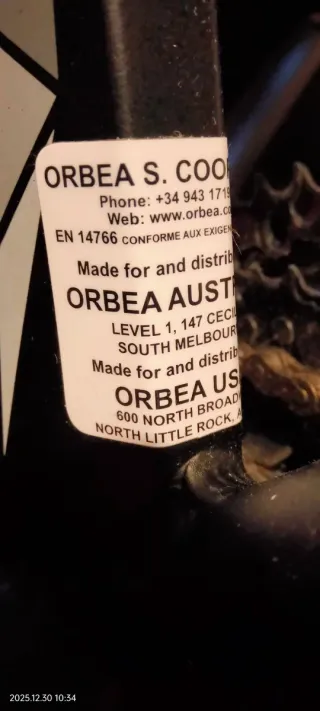 ORBEA S. COO
Phone: +34 943 1719
Web: www.orbea.co
EN 14766 CONFORME AUX EXIGEN
Made for and distrib
ORBEA AUST
LEVEL 1, 147 CECI
SOUTH MELBOUR
Made for and distrib
ORBEA US
600 NORTH BROAD
NORTH LITTLE ROCK, A
2025.12.30 10:34